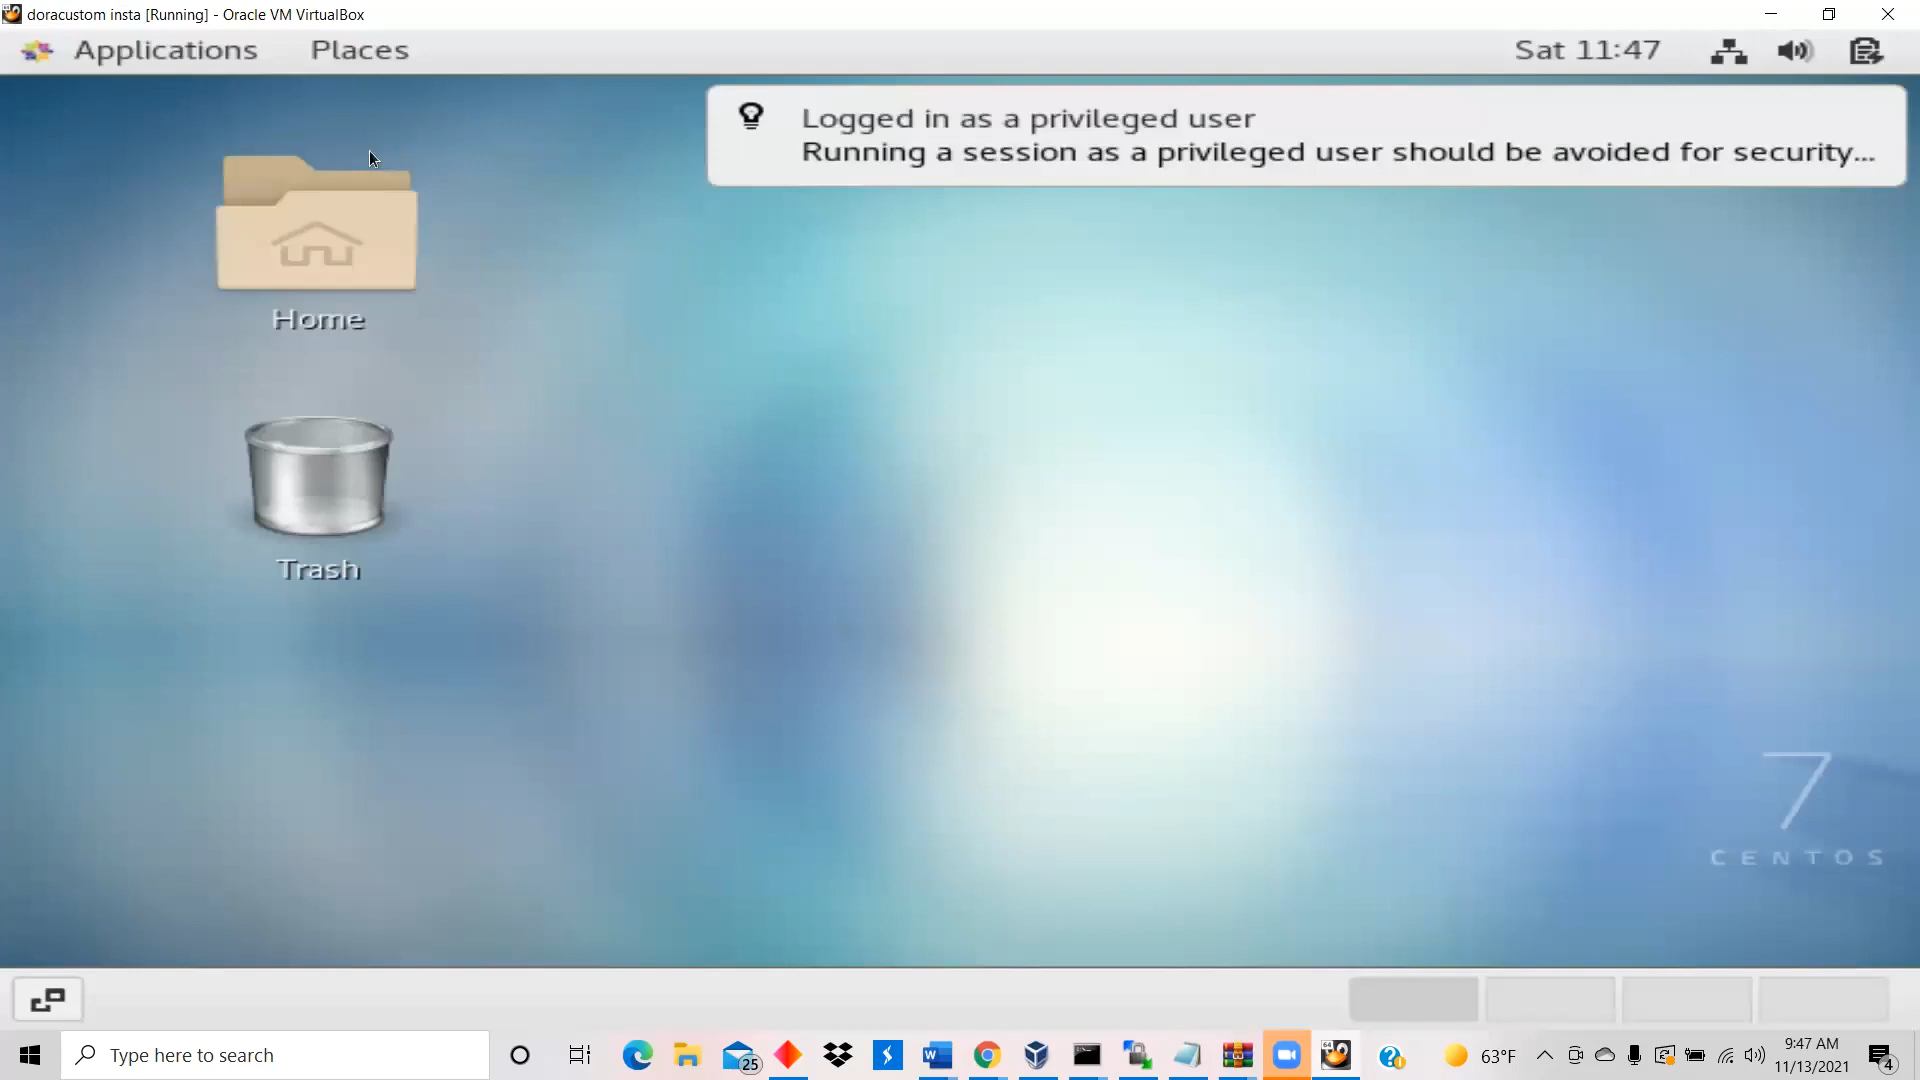 doracustom insta [Running] - Oracle VM VirtualBox
Applications Places Sat 11:47
Logged in as a privileged user
Running a session as a privileged user should be avoided for security...
Home
Trash
7
CENTOS
Type here to search
25
63°F
9:47 AM
11/13/2021
4